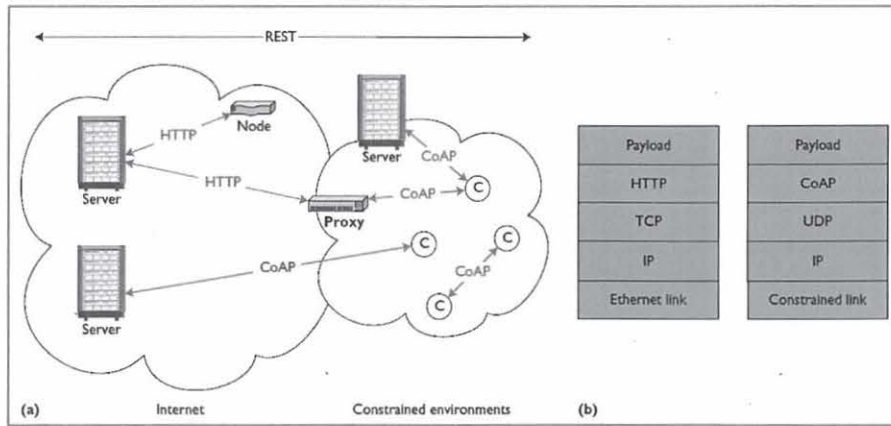 REST
HTTP
Node
Server
HTTP
Server
CoAP
CoAP
Proxy
C
C
C
CoAP
C
Server
CoAP
Server
(a)
Internet
Constrained environments
(b)
Payload
HTTP
TCP
IP
Ethernet link
Payload
CoAP
UDP
IP
Constrained link